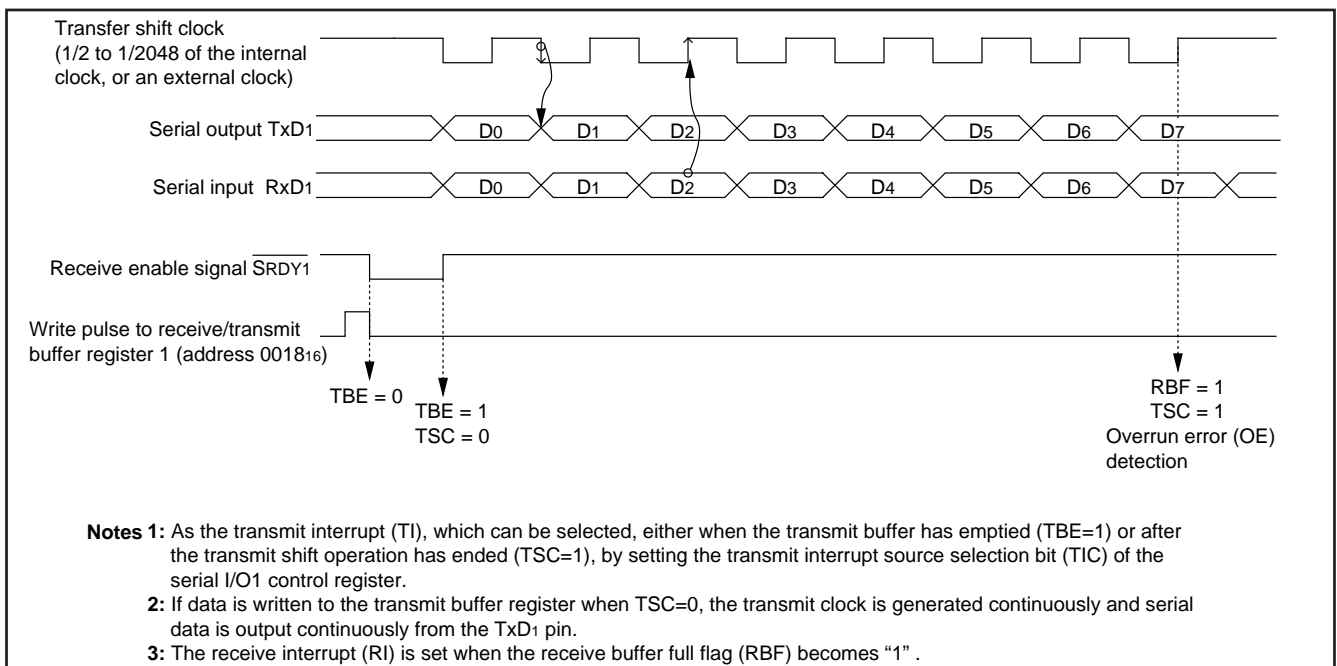 Transfer shift clock
(1/2 to 1/2048 of the internal
clock, or an external clock)
Serial output TxD1
D0 D1 D2 D3 D4 D5 D6 D7
Serial input RxD1
D0 D1 D2 D3 D4 D5 D6 D7
Receive enable signal SRDY1
Write pulse to receive/transmit
buffer register 1 (address 001816)
TBE = 0
TBE = 1
TSC = 0
RBF = 1
TSC = 1
Overrun error (OE)
detection
Notes 1: As the transmit interrupt (TI), which can be selected, either when the transmit buffer has emptied (TBE=1) or after
the transmit shift operation has ended (TSC=1), by setting the transmit interrupt source selection bit (TIC) of the
serial I/O1 control register.
2: If data is written to the transmit buffer register when TSC=0, the transmit clock is generated continuously and serial
data is output continuously from the TxD1 pin.
3: The receive interrupt (RI) is set when the receive buffer full flag (RBF) becomes “1” .